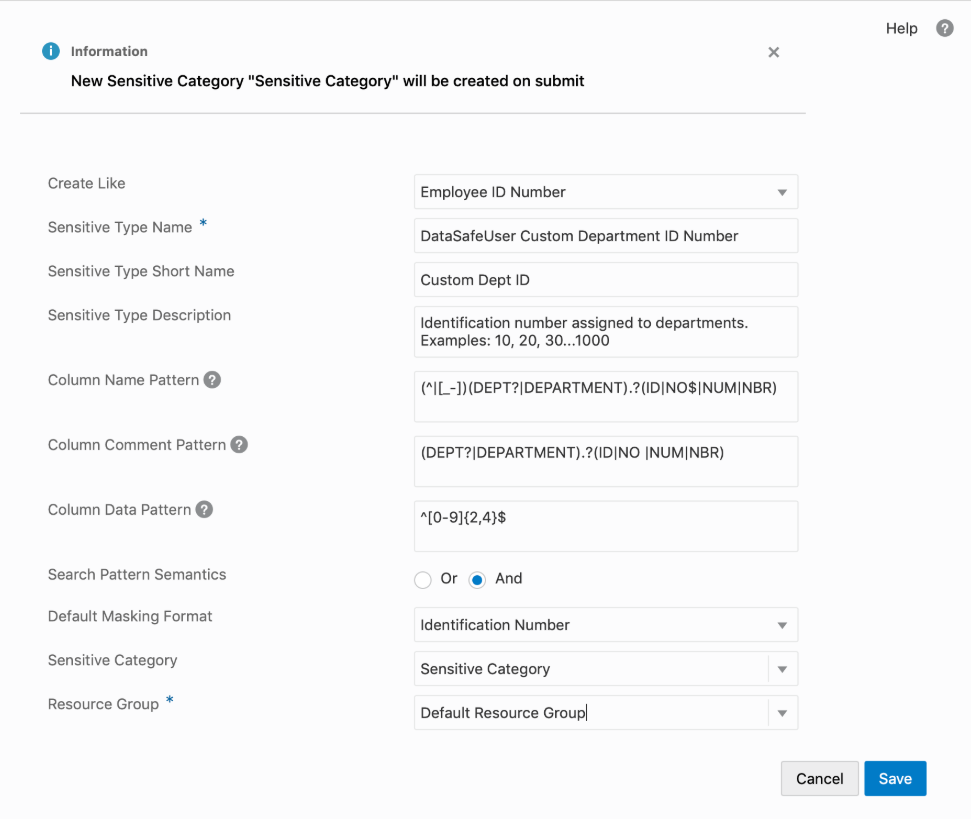 Help
Information
New Sensitive Category "Sensitive Category" will be created on submit
Create Like
Employee ID Number
Sensitive Type Name *
DataSafeUser Custom Department ID Number
Sensitive Type Short Name
Custom Dept ID
Sensitive Type Description
Identification number assigned to departments.
Examples: 10, 20, 30...1000
Column Name Pattern
(^|[_-])(DEPT?|DEPARTMENT).?(ID|NO$|NUM|NBR)
Column Comment Pattern
(DEPT?|DEPARTMENT).?(ID|NO |NUM|NBR)
Column Data Pattern
^[0-9]{2,4}$
Search Pattern Semantics
Or And
Default Masking Format
Identification Number
Sensitive Category
Sensitive Category
Resource Group *
Default Resource Group
Cancel Save